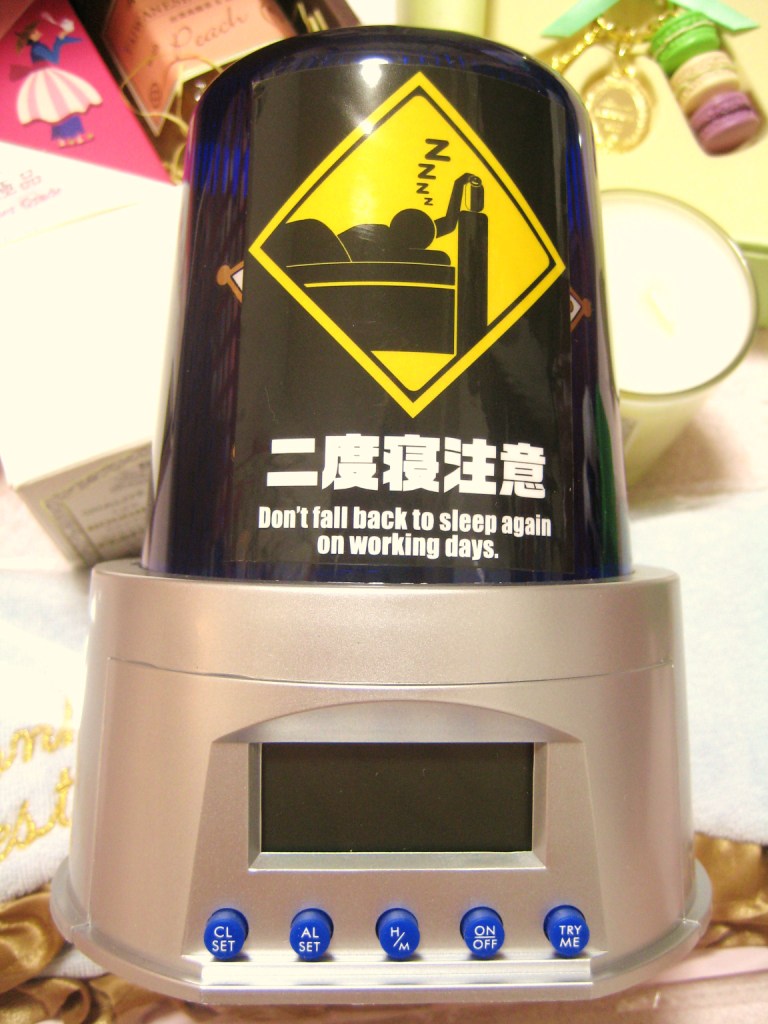 Peach
Z
Z
Z
Z
二度寝注意
Don't fall back to sleep again
on working days.
CL
SET
AL
SET
H/M
ON
OFF
TRY
ME